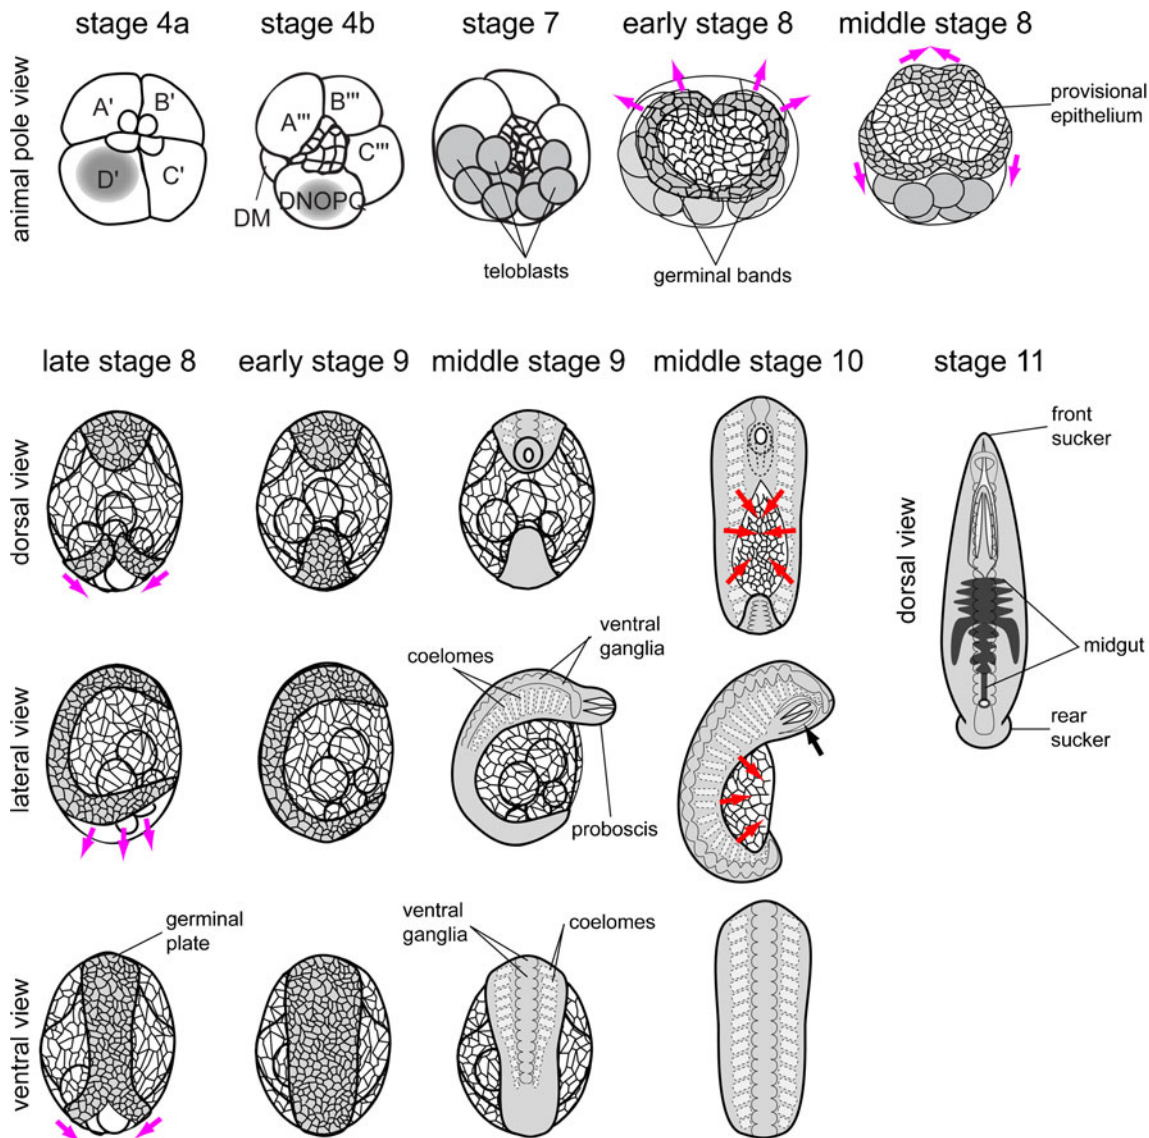 stage 4a
stage 4b
stage 7
early stage 8
middle stage 8
animal pole view
A'
B'
D'
C'
A'''
B'''
C'''
DM
DNOPQ
teloblasts
germinal bands
provisional
epithelium
late stage 8
early stage 9
middle stage 9
middle stage 10
stage 11
dorsal view
front
sucker
dorsal view
midgut
rear
sucker
lateral view
coelomes
ventral
ganglia
proboscis
ventral view
germinal
plate
ventral
ganglia
coelomes